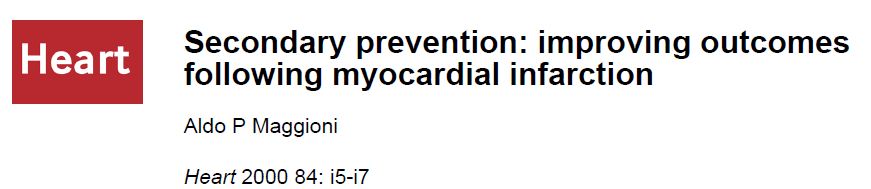 Heart
Secondary prevention: improving outcomes
following myocardial infarction
Aldo P Maggioni
Heart 2000 84: i5-i7